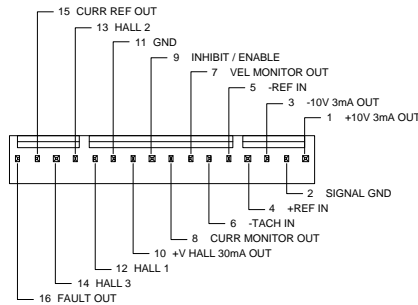 15 CURR REF OUT
13 HALL 2
11 GND
9 INHIBIT / ENABLE
7 VEL MONITOR OUT
5 -REF IN
3 -10V 3mA OUT
1 +10V 3mA OUT
2 SIGNAL GND
4 +REF IN
6 -TACH IN
8 CURR MONITOR OUT
10 +V HALL 30mA OUT
12 HALL 1
14 HALL 3
16 FAULT OUT